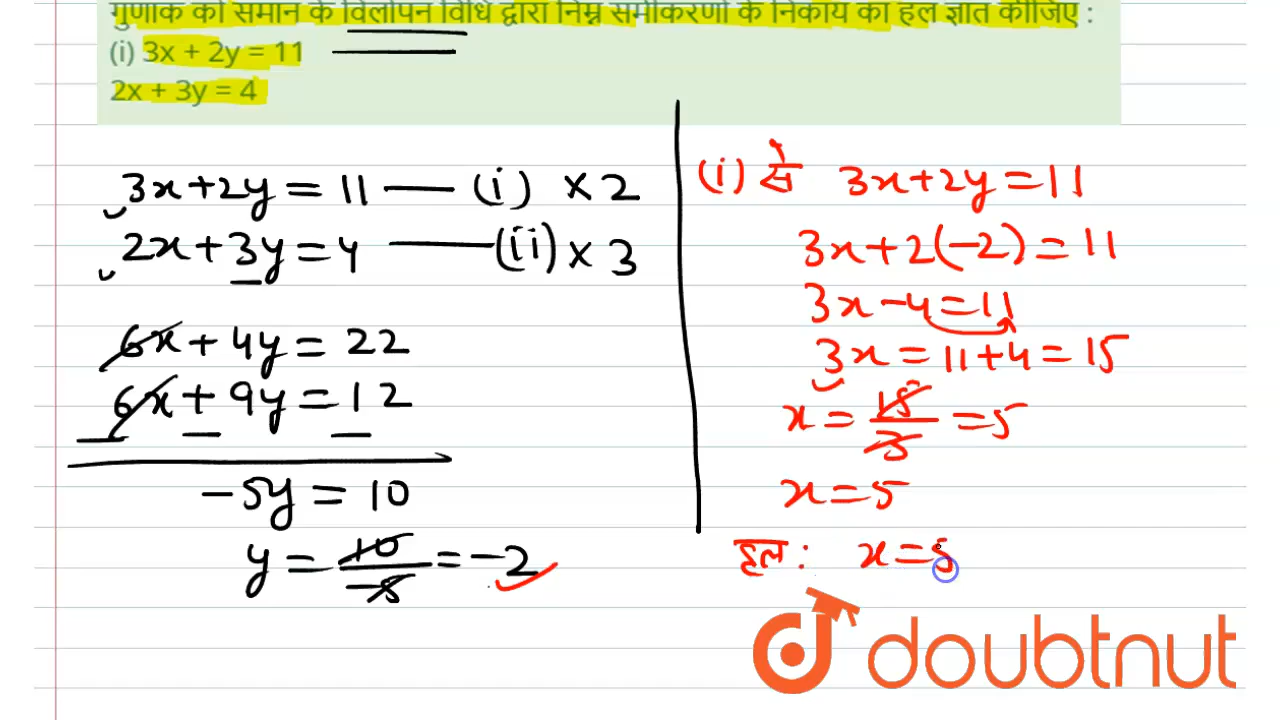 गुणांक को समान के विलोपन विधि द्वारा निम्न समीकरणों के निकाय का हल ज्ञात कीजिए :
(i) 3x + 2y = 11
2x + 3y = 4
3x + 2y = 11 — (i) × 2
2x + 3y = 4 — (ii) × 3
6x + 4y = 22
6x + 9y = 12
— — —
-5y = 10
y = 10/-5 = -2
(i) से 3x + 2y = 11
3x + 2(-2) = 11
3x - 4 = 11
3x = 11 + 4 = 15
x = 15/3 = 5
x = 5
हल : x = 5
doubtnut